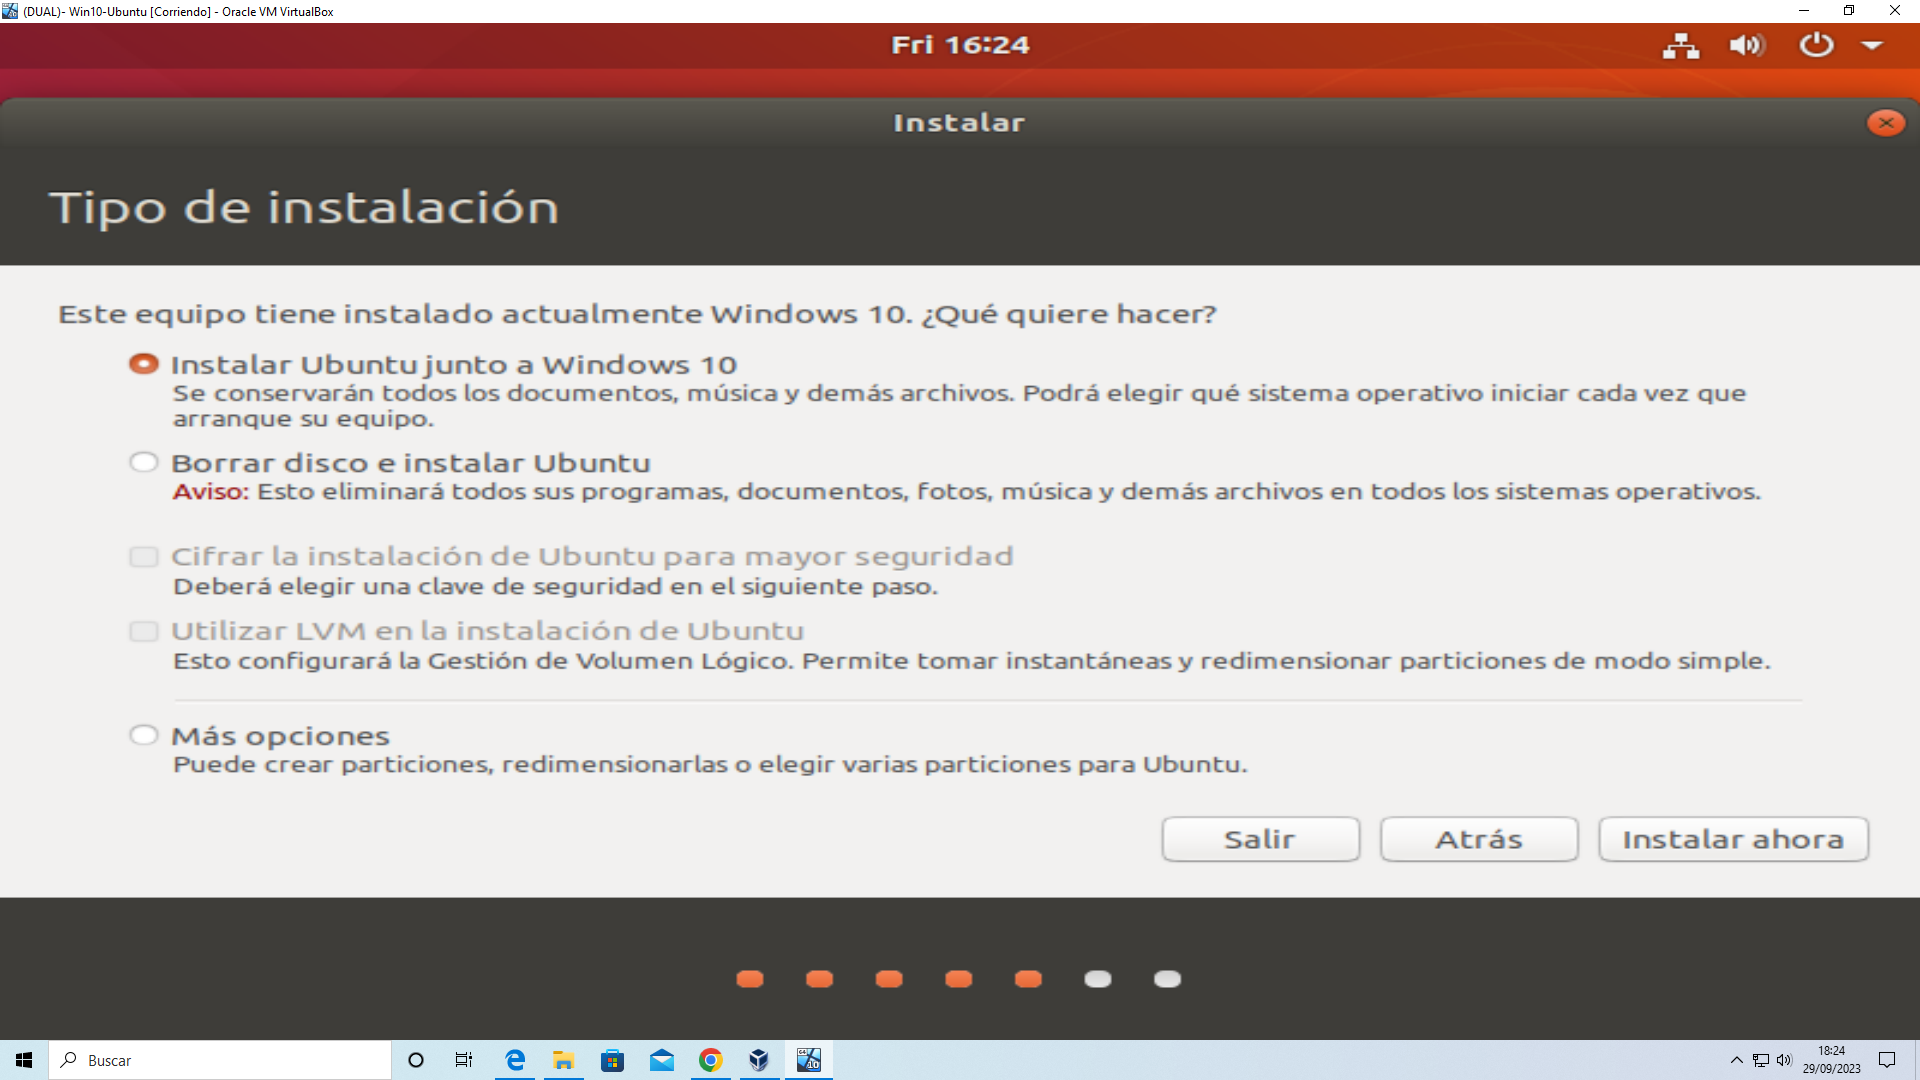 (DUAL)- Win10-Ubuntu [Corriendo] - Oracle VM VirtualBox
Fri 16:24
Instalar
Tipo de instalación
Este equipo tiene instalado actualmente Windows 10. ¿Qué quiere hacer?
Instalar Ubuntu junto a Windows 10
Se conservarán todos los documentos, música y demás archivos. Podrá elegir qué sistema operativo iniciar cada vez que
arranque su equipo.
Borrar disco e instalar Ubuntu
Aviso: Esto eliminará todos sus programas, documentos, fotos, música y demás archivos en todos los sistemas operativos.
Cifrar la instalación de Ubuntu para mayor seguridad
Deberá elegir una clave de seguridad en el siguiente paso.
Utilizar LVM en la instalación de Ubuntu
Esto configurará la Gestión de Volumen Lógico. Permite tomar instantáneas y redimensionar particiones de modo simple.
Más opciones
Puede crear particiones, redimensionarlas o elegir varias particiones para Ubuntu.
Salir
Atrás
Instalar ahora
Buscar
18:24
29/09/2023